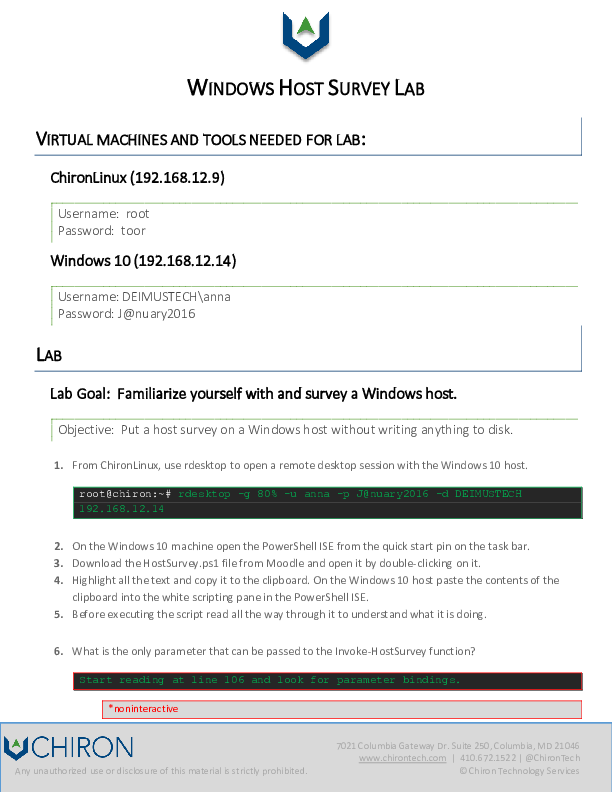 WINDOWS HOST SURVEY LAB
VIRTUAL MACHINES AND TOOLS NEEDED FOR LAB:
ChironLinux (192.168.12.9)
Username:  root
Password:  toor
Windows 10 (192.168.12.14)
Username: DEIMUSTECH\anna
Password: J@nuary2016
LAB
Lab Goal:  Familiarize yourself with and survey a Windows host.
Objective:  Put a host survey on a Windows host without writing anything to disk.
1. From ChironLinux, use rdesktop to open a remote desktop session with the Windows 10 host.
root@chiron:~# rdesktop -g 80% -u anna -p J@nuary2016 -d DEIMUSTECH
192.168.12.14
2. On the Windows 10 machine open the PowerShell ISE from the quick start pin on the task bar.
3. Download the HostSurvey.ps1 file from Moodle and open it by double-clicking on it.
4. Highlight all the text and copy it to the clipboard. On the Windows 10 host paste the contents of the
clipboard into the white scripting pane in the PowerShell ISE.
5. Before executing the script read all the way through it to understand what it is doing.
6. What is the only parameter that can be passed to the Invoke-HostSurvey function?
Start reading at line 106 and look for parameter bindings.
*noninteractive
CHIRON
7021 Columbia Gateway Dr. Suite 250, Columbia, MD 21046
www.chirontech.com | 410.672.1522 | @ChironTech
Any unauthorized use or disclosure of this material is strictly prohibited. © Chiron Technology Services